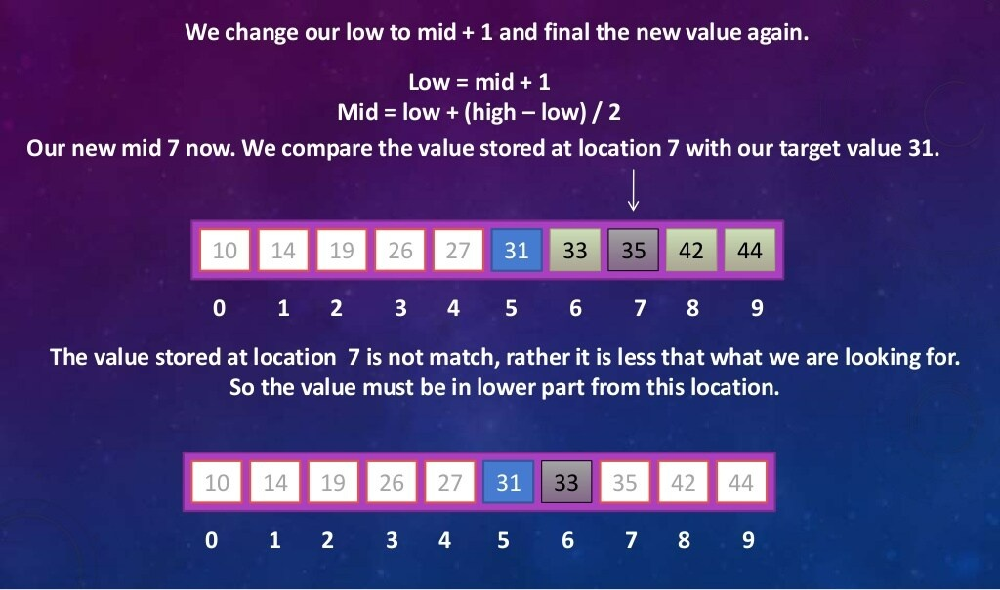 We change our low to mid + 1 and final the new value again.
Low = mid + 1
Mid = low + (high – low) / 2
Our new mid 7 now. We compare the value stored at location 7 with our target value 31.
10 14 19 26 27 31 33 35 42 44
0 1 2 3 4 5 6 7 8 9
The value stored at location 7 is not match, rather it is less that what we are looking for.
So the value must be in lower part from this location.
10 14 19 26 27 31 33 35 42 44
0 1 2 3 4 5 6 7 8 9